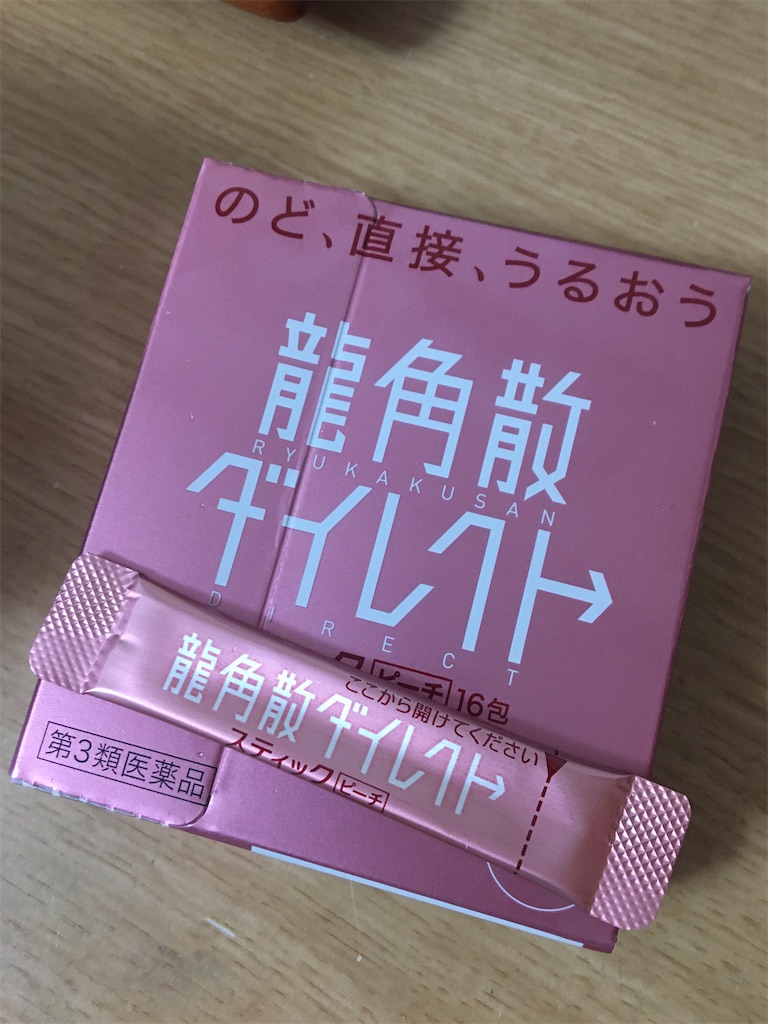 のど、直接、うるおう
龍角散
RYUKAKUSAN
ダイレクト
DIRECT
ク ピーチ 16包
第3類医薬品
ここから開けてください
龍角散ダイレクト
スティック ピーチ